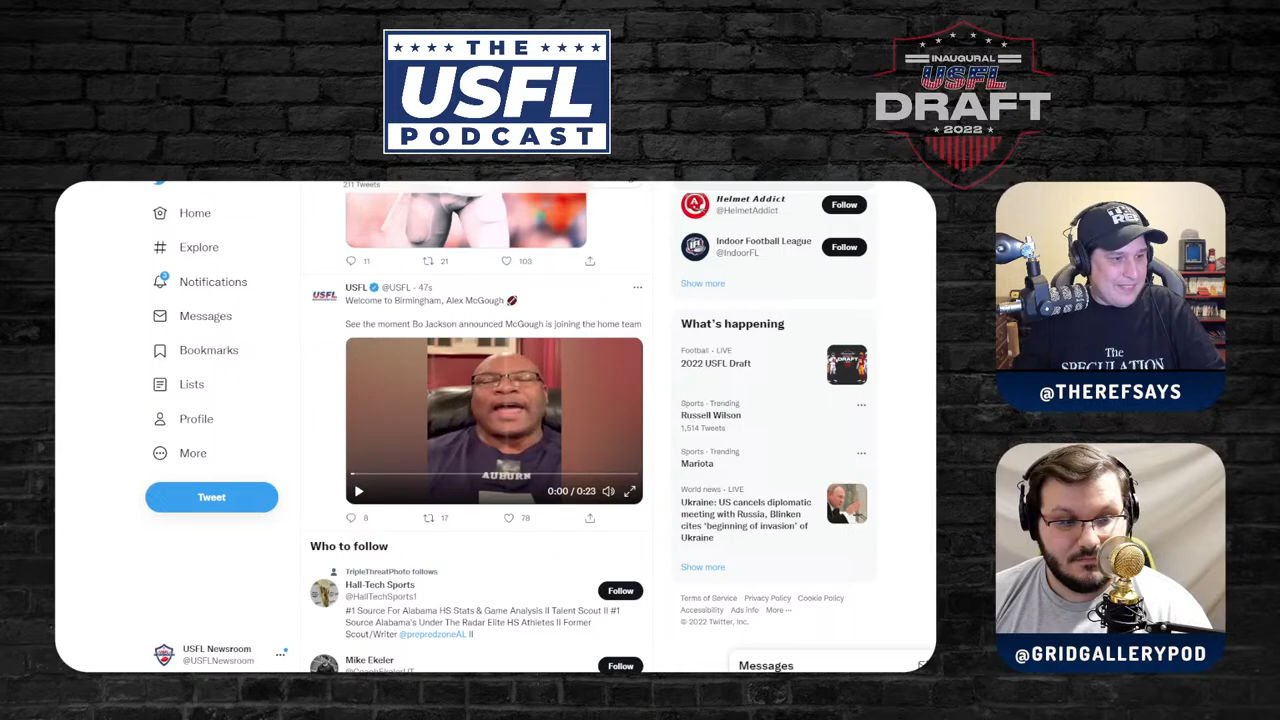 ★★★★ THE ★★★★
USFL
PODCAST
INAUGURAL
USFL
DRAFT
2022
211 Tweets
Home
Explore
3
Notifications
Messages
Bookmarks
Lists
Profile
More
Tweet
USFL Newsroom
@USFLNewsroom
11
21
103
USFL
USFL @USFL · 47s
Welcome to Birmingham, Alex McGough 🏈
See the moment Bo Jackson announced McGough is joining the home team
AUBURN
0:00 / 0:23
8
17
78
Who to follow
TripleThreatPhoto follows
Hall-Tech Sports
@HallTechSports1
Follow
#1 Source For Alabama HS Stats & Game Analysis II Talent Scout II #1
Source Alabama's Under The Radar Elite HS Athletes II Former
Scout/Writer @prepredzoneAL II
Mike Ekeler
@CoachEkelerUT
Follow
Helmet Addict
@HelmetAddict
Follow
Indoor Football League
@IndoorFL
Follow
Show more
What's happening
Football · LIVE
2022 USFL Draft
DRAFT
Sports · Trending
Russell Wilson
1,514 Tweets
Sports · Trending
Mariota
World news · LIVE
Ukraine: US cancels diplomatic
meeting with Russia, Blinken
cites 'beginning of invasion' of
Ukraine
Show more
Terms of Service Privacy Policy Cookie Policy
Accessibility Ads info More ···
© 2022 Twitter, Inc.
Messages
THE REF
The
SPECULATION
@THEREFSAYS
@GRIDGALLERYPOD